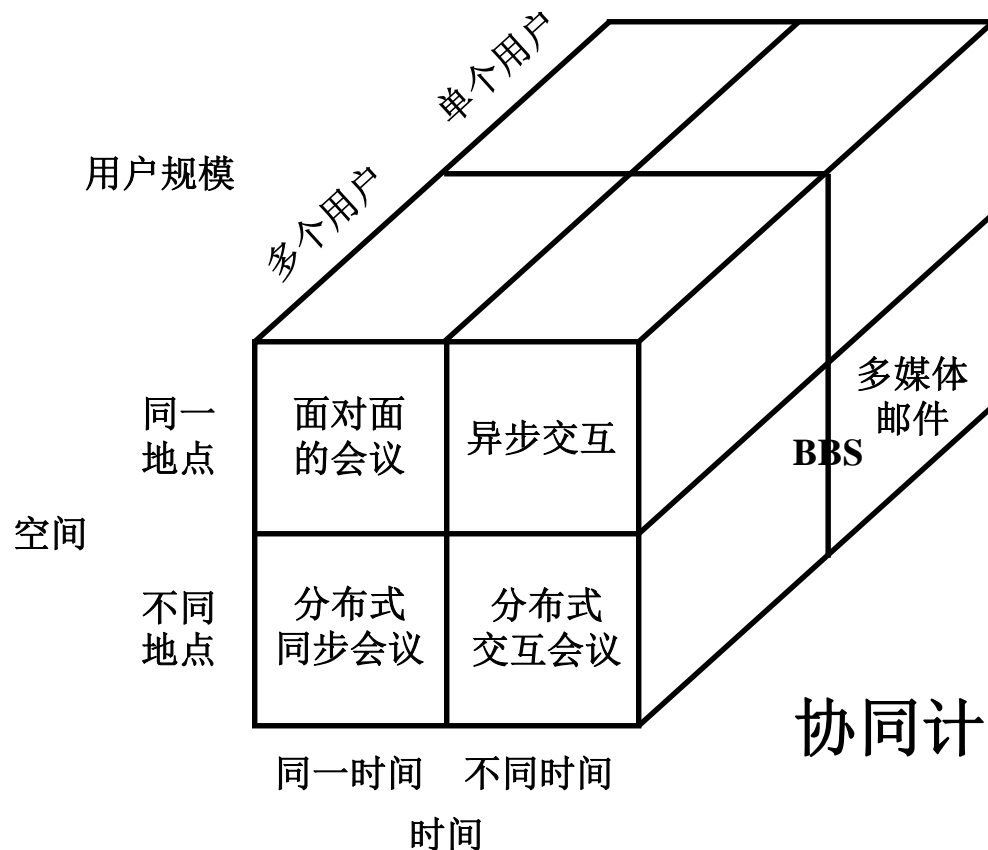 单个用户
用户规模
多个用户
同一
地点
面对面
的会议
异步交互
多媒体
邮件
BBS
空间
不同
地点
分布式
同步会议
分布式
交互会议
协同计
同一时间
不同时间
时间